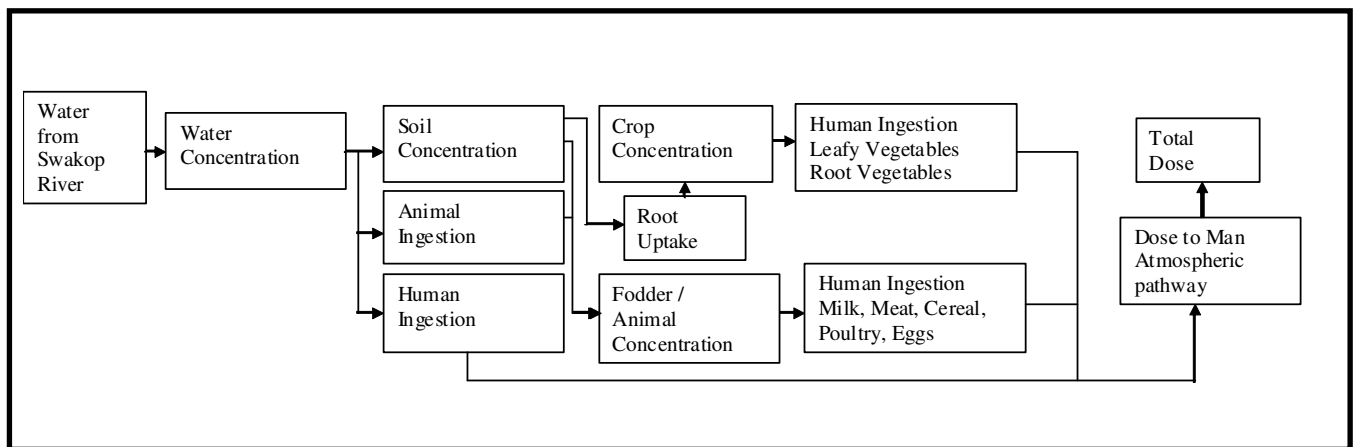 Water
from
Swakop
River
Water
Concentration
Soil
Concentration
Animal
Ingestion
Human
Ingestion
Crop
Concentration
Root
Uptake
Fodder /
Animal
Concentration
Human Ingestion
Leafy Vegetables
Root Vegetables
Human Ingestion
Milk, Meat, Cereal,
Poultry, Eggs
Total
Dose
Dose to Man
Atmospheric
pathway